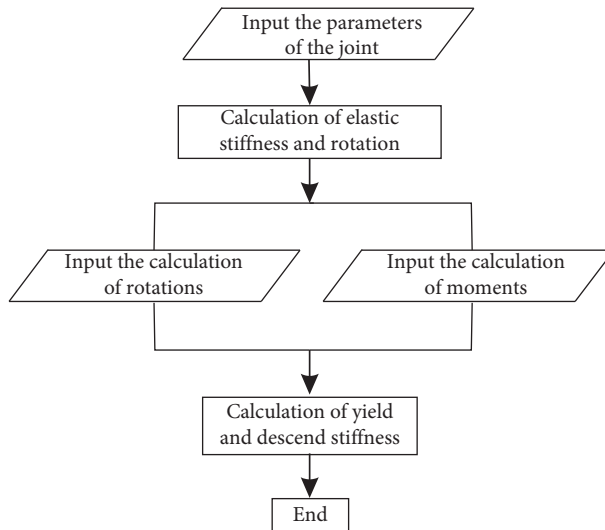 Input the parameters
of the joint
Calculation of elastic
stiffness and rotation
Input the calculation
of rotations
Input the calculation
of moments
Calculation of yield
and descend stiffness
End